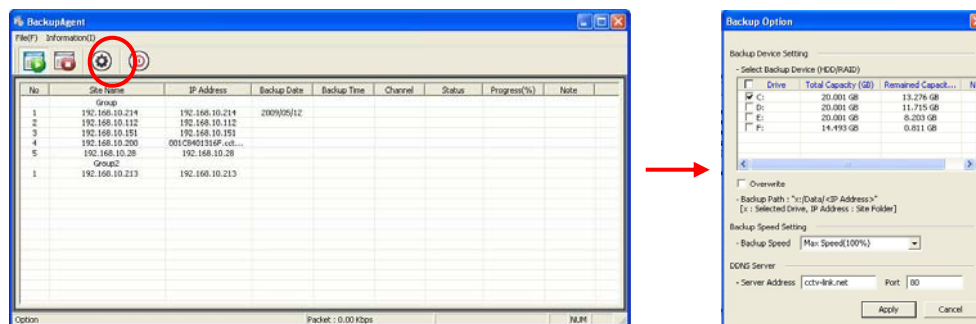 BackupAgent
File(F) Information(I)
No Site Name IP Address Backup Date Backup Time Channel Status Progress(%) Note
Group
1 192.168.10.214 192.168.10.214 2009/05/12
2 192.168.10.112 192.168.10.112
3 192.168.10.151 192.168.10.151
4 192.168.10.200 001C8401316F.cct...
5 192.168.10.28 192.168.10.28
Group2
1 192.168.10.213 192.168.10.213
Option Packet : 0.00 Kbps NUM
Backup Option
Backup Device Setting
- Select Backup Device (HDD/RAID)
Drive Total Capacity (GB) Remained Capacit... N
C: 20.001 GB 13.276 GB
D: 20.001 GB 11.715 GB
E: 20.001 GB 8.203 GB
F: 14.493 GB 0.811 GB
Overwrite
- Backup Path : "x:/Data/<IP Address>"
[x : Selected Drive, IP Address : Site Folder]
Backup Speed Setting
- Backup Speed Max Speed(100%)
DDNS Server
- Server Address cctv-link.net Port 80
Apply Cancel